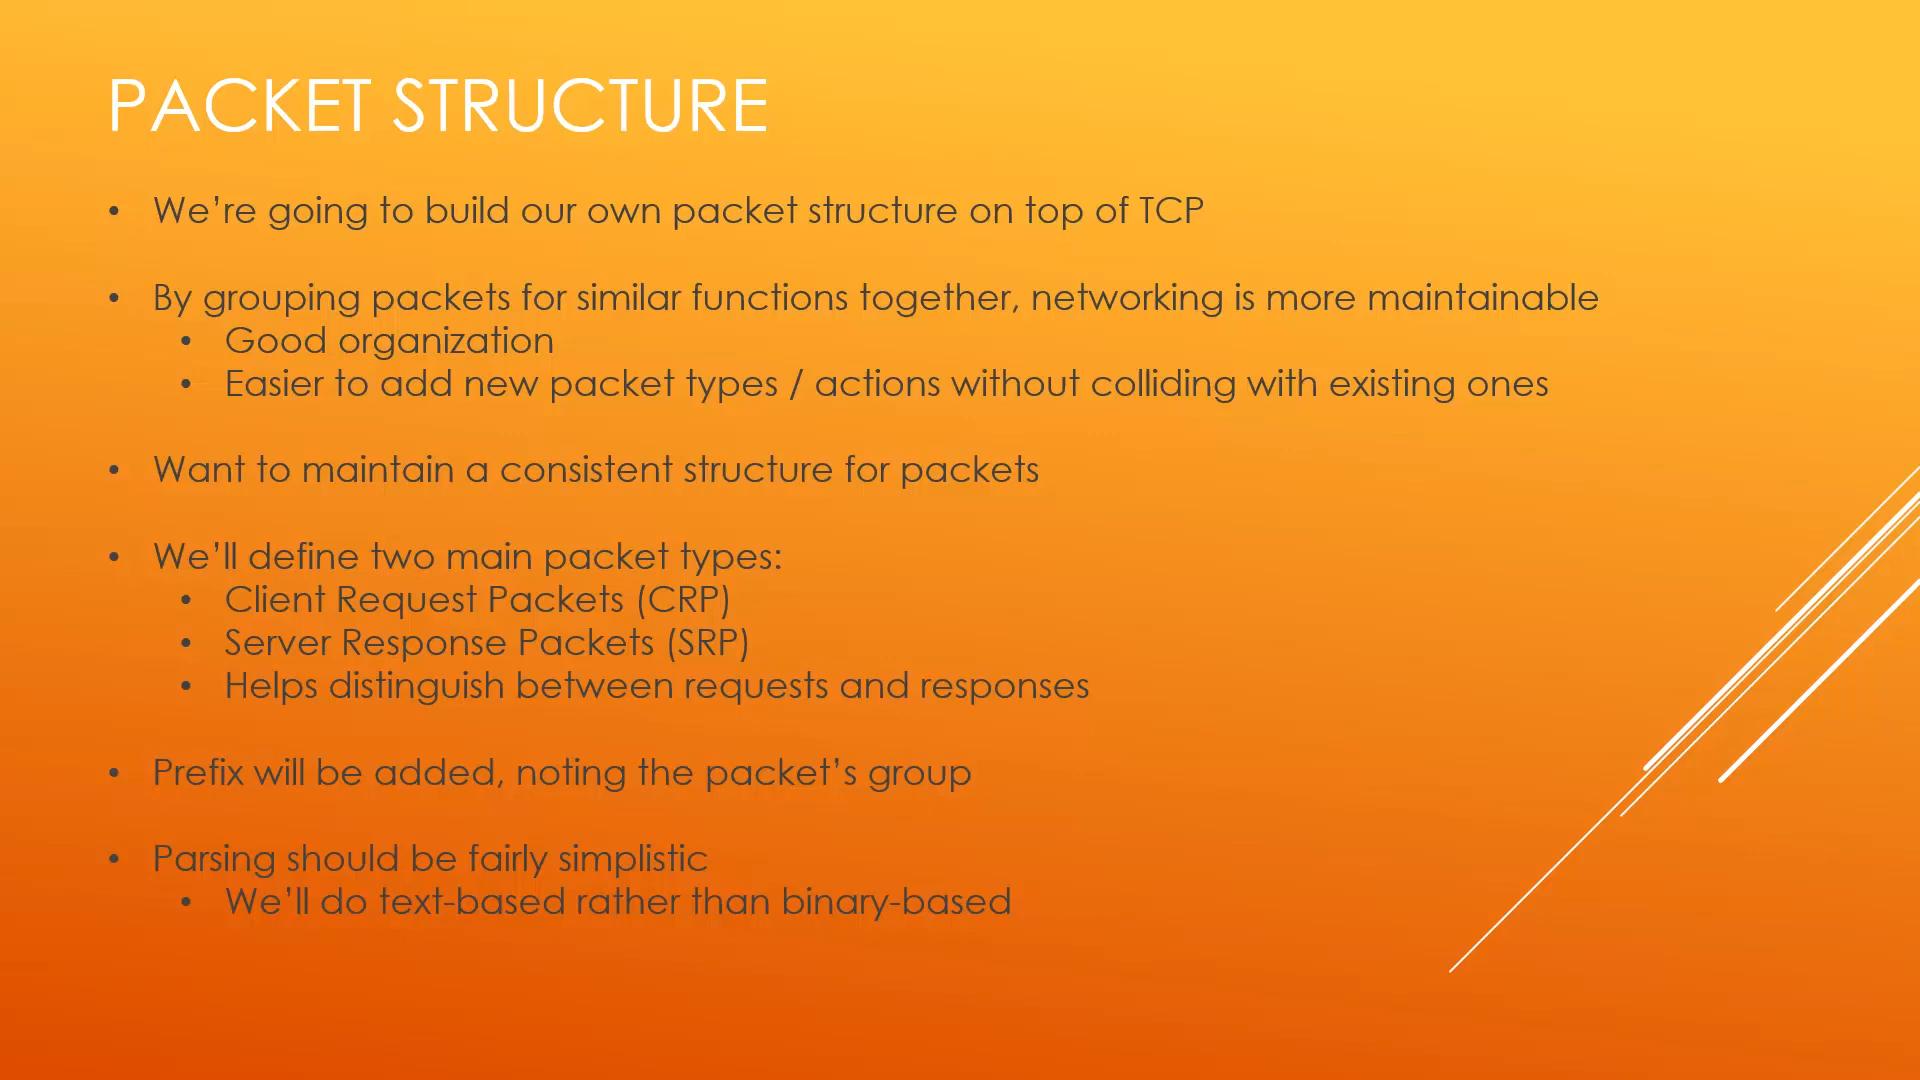 PACKET STRUCTURE
• We’re going to build our own packet structure on top of TCP
• By grouping packets for similar functions together, networking is more maintainable
• Good organization
• Easier to add new packet types / actions without colliding with existing ones
• Want to maintain a consistent structure for packets
• We’ll define two main packet types:
• Client Request Packets (CRP)
• Server Response Packets (SRP)
• Helps distinguish between requests and responses
• Prefix will be added, noting the packet’s group
• Parsing should be fairly simplistic
• We’ll do text-based rather than binary-based